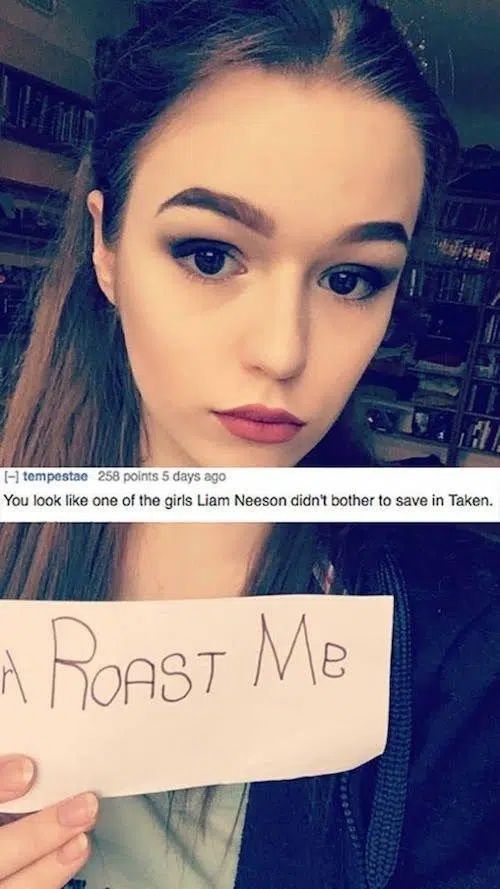 [–] tempestae 258 points 5 days ago
You look like one of the girls Liam Neeson didn't bother to save in Taken.
ROAST ME